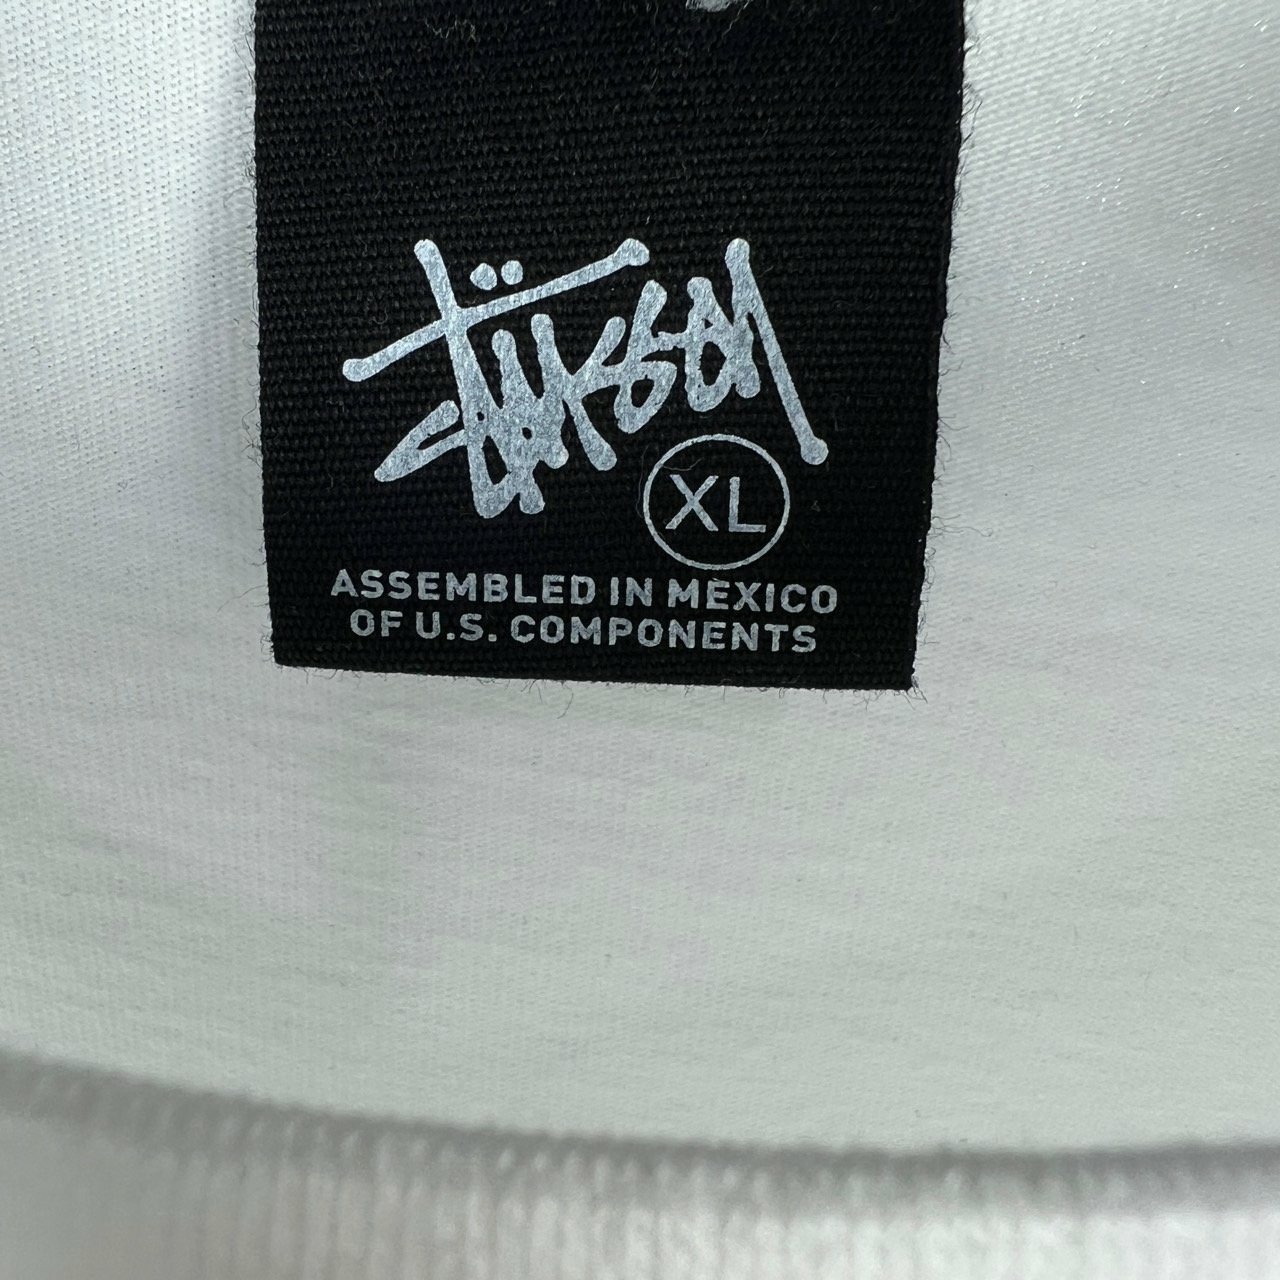 Stüssy
XL
ASSEMBLED IN MEXICO
OF U.S. COMPONENTS